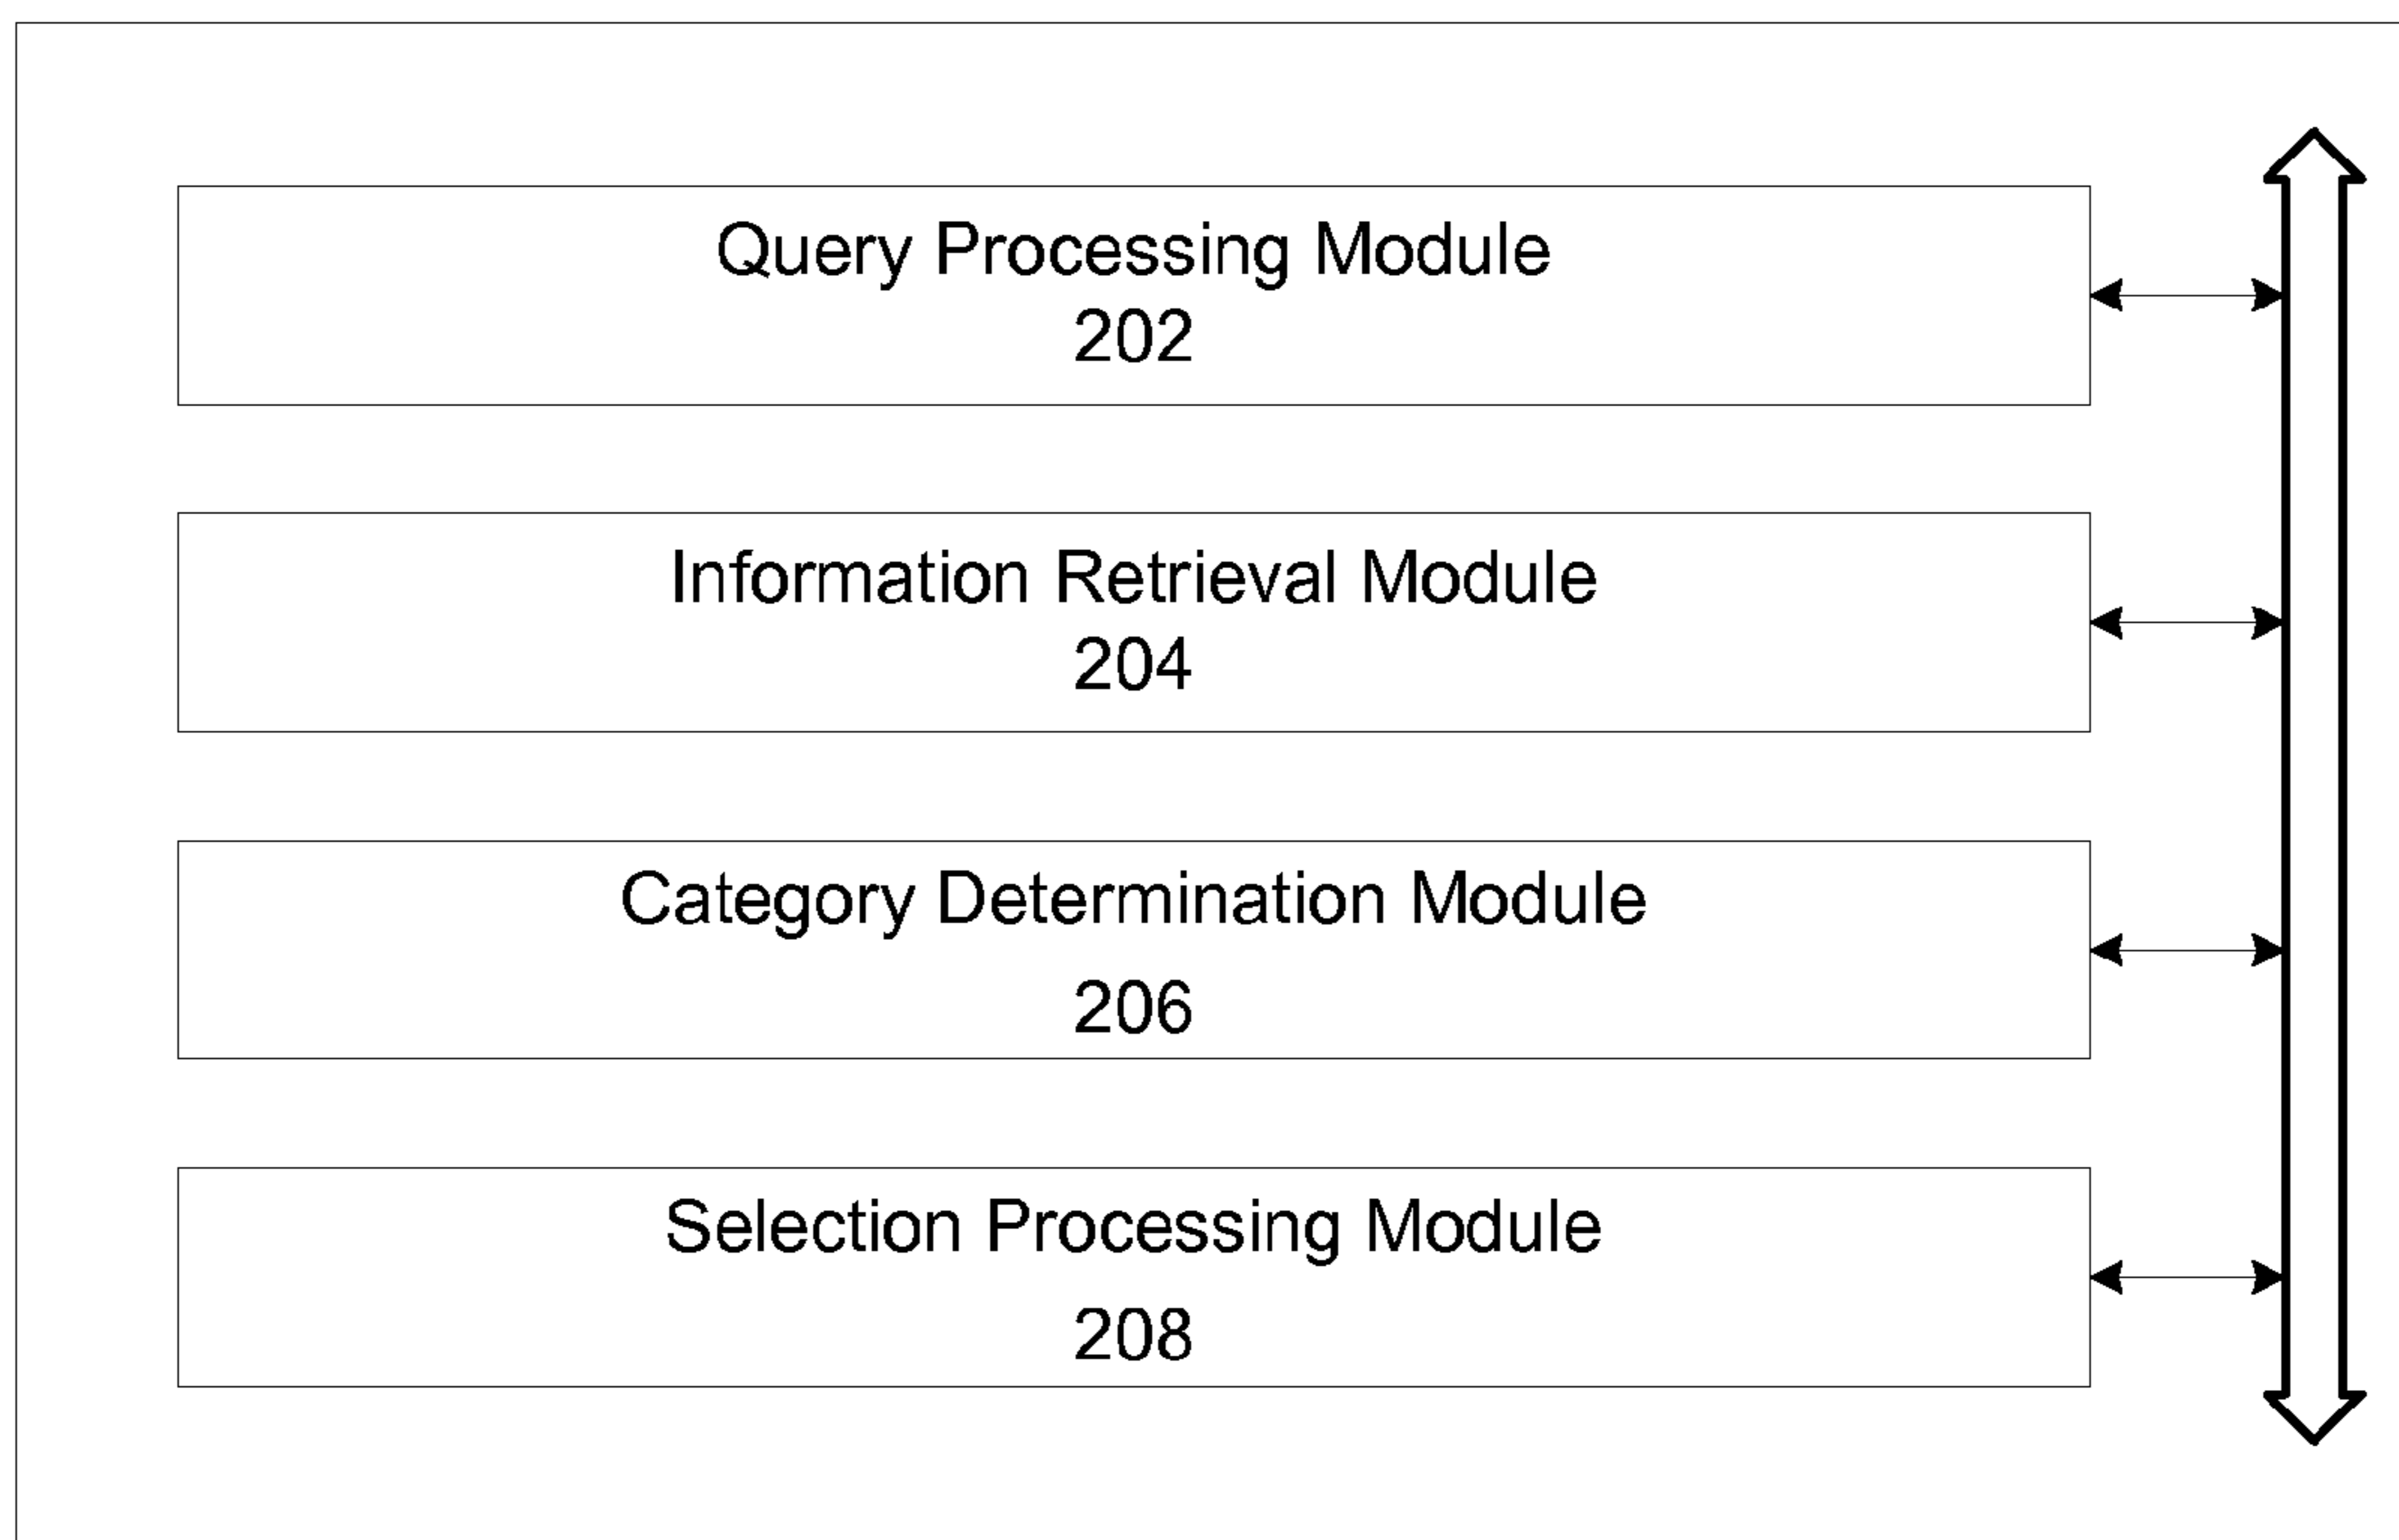 Query Processing Module
202
Information Retrieval Module
204
Category Determination Module
206
Selection Processing Module
208